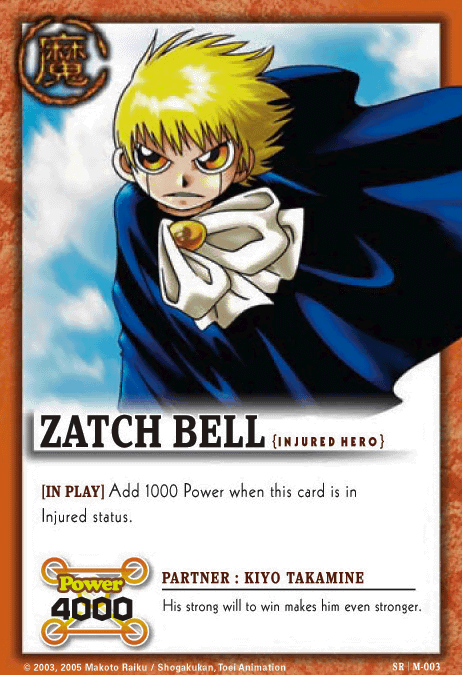 魔
ZATCH BELL {INJURED HERO}
[IN PLAY] Add 1000 Power when this card is in
Injured status.
Power
4000
PARTNER : KIYO TAKAMINE
His strong will to win makes him even stronger.
© 2003, 2005 Makoto Raiku / Shogakukan, Toei Animation
SR | M-003